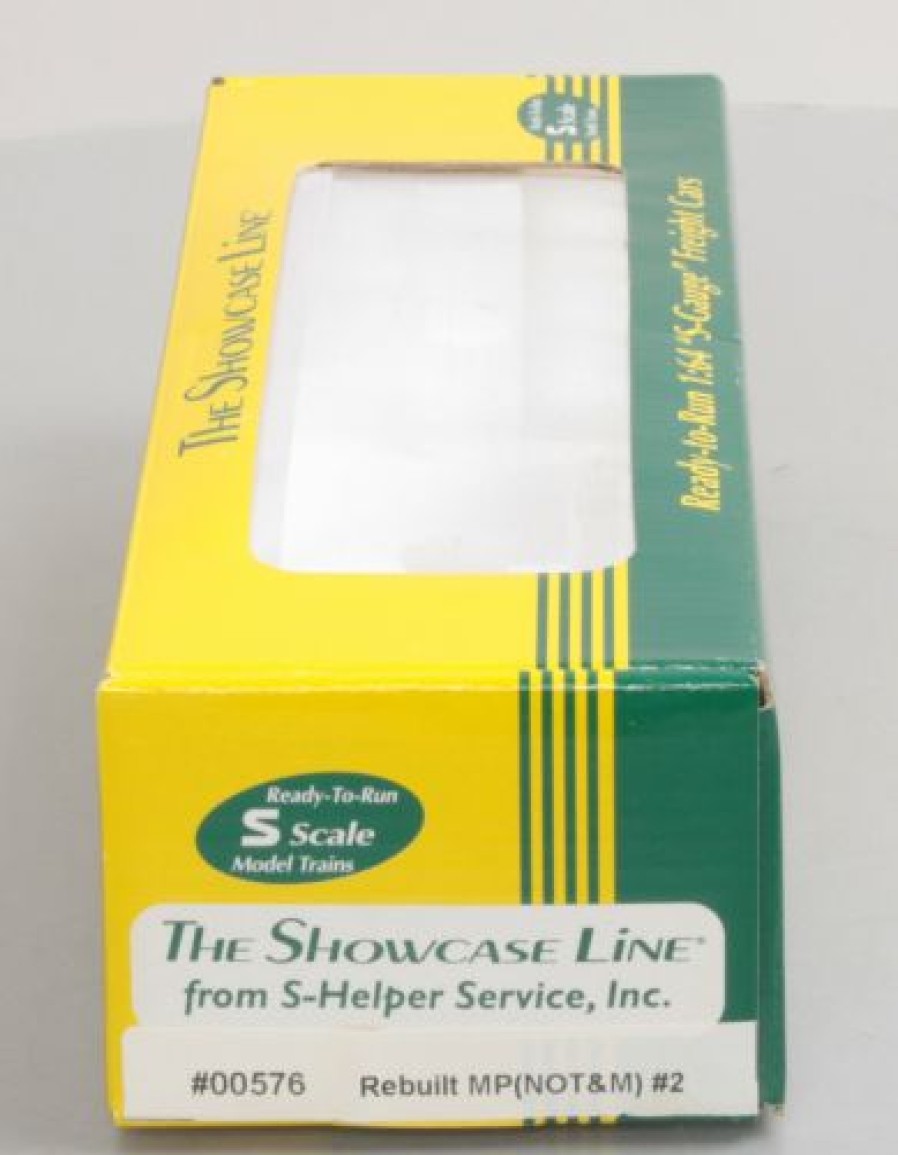 S Scale
THE SHOWCASE LINE
Ready-to-Run 1:64 "S-Gauge" Freight Cars
Ready-To-Run
S Scale
Model Trains
THE SHOWCASE LINE®
from S-Helper Service, Inc.
#00576 Rebuilt MP(NOT&M) #2